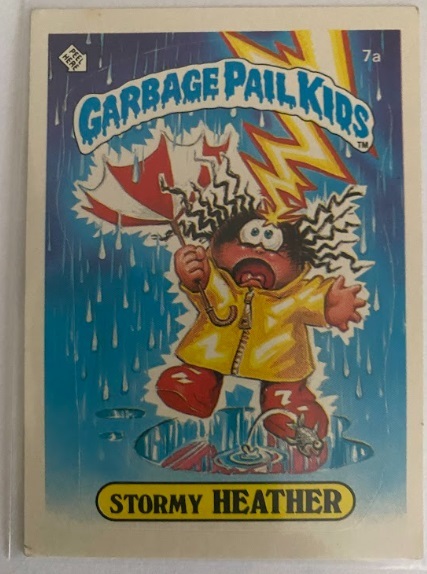 PEEL HERE
7a
GARBAGE PAIL KIDS
TM
STORMY HEATHER